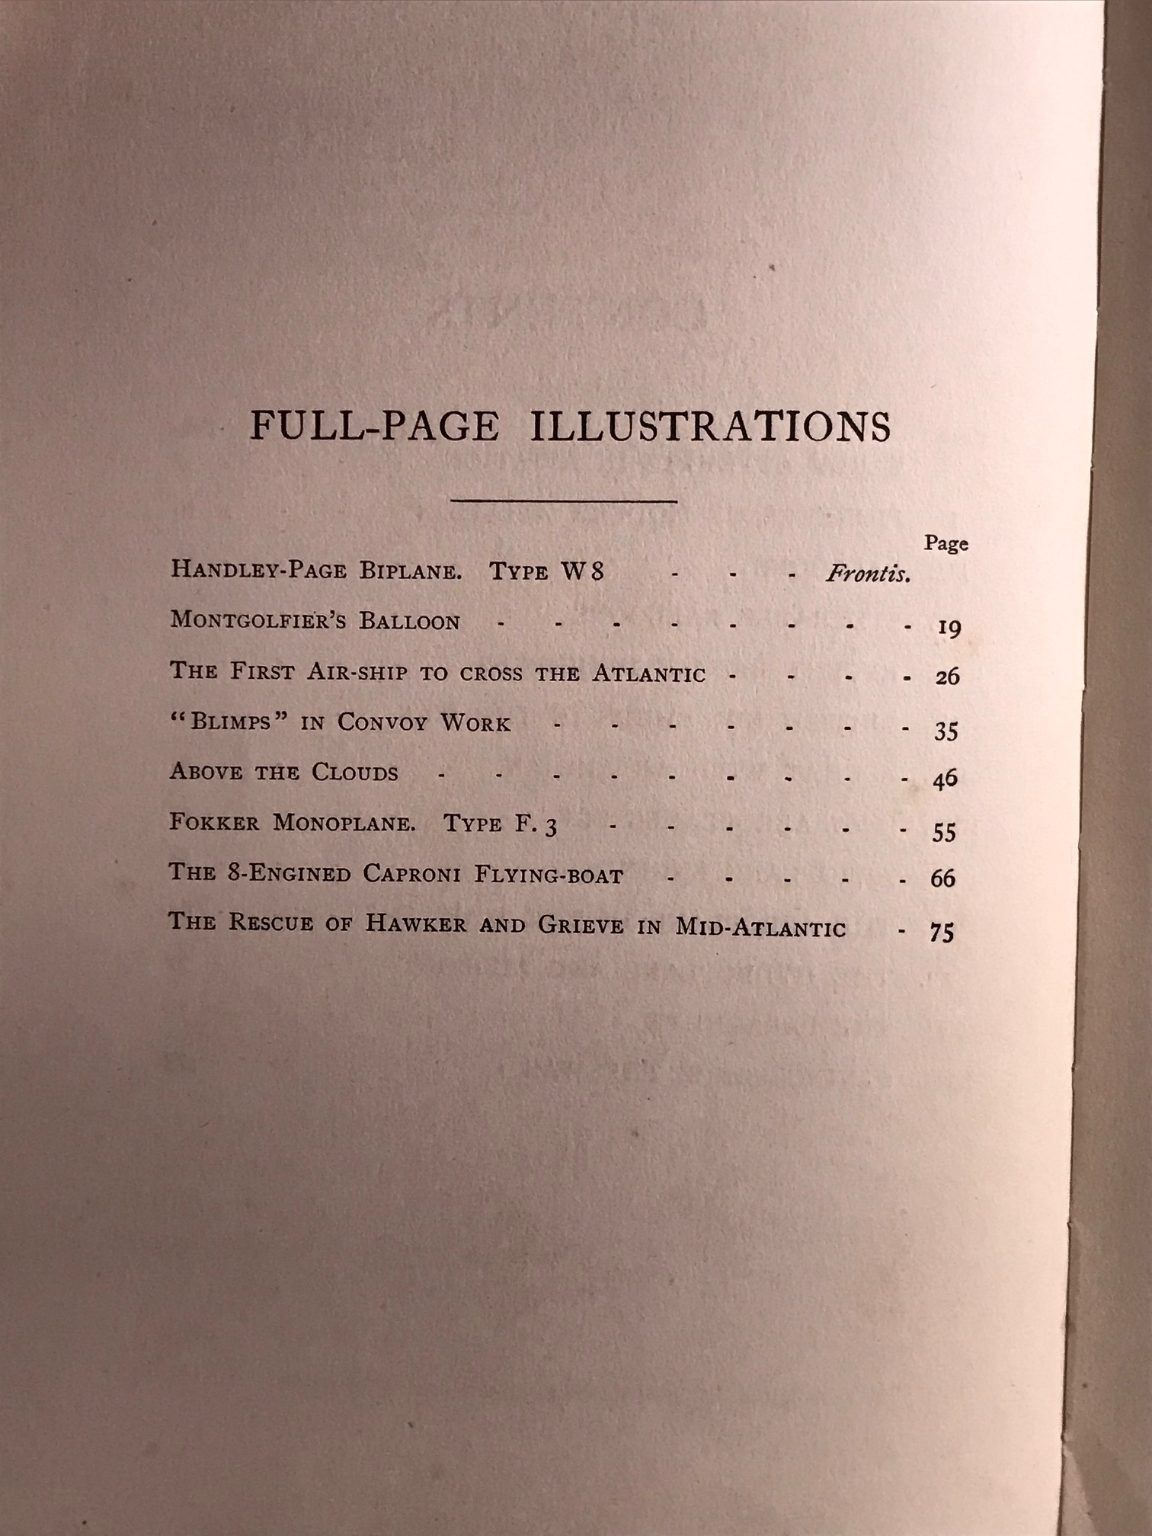 FULL-PAGE ILLUSTRATIONS
Page
HANDLEY-PAGE BIPLANE. TYPE W 8 - - - Frontis.
MONTGOLFIER'S BALLOON - - - - - - - - 19
THE FIRST AIR-SHIP TO CROSS THE ATLANTIC - - - - 26
"BLIMPS" IN CONVOY WORK - - - - - - - 35
ABOVE THE CLOUDS - - - - - - - - - 46
FOKKER MONOPLANE. TYPE F. 3 - - - - - - 55
THE 8-ENGINED CAPRONI FLYING-BOAT - - - - - 66
THE RESCUE OF HAWKER AND GRIEVE IN MID-ATLANTIC - 75